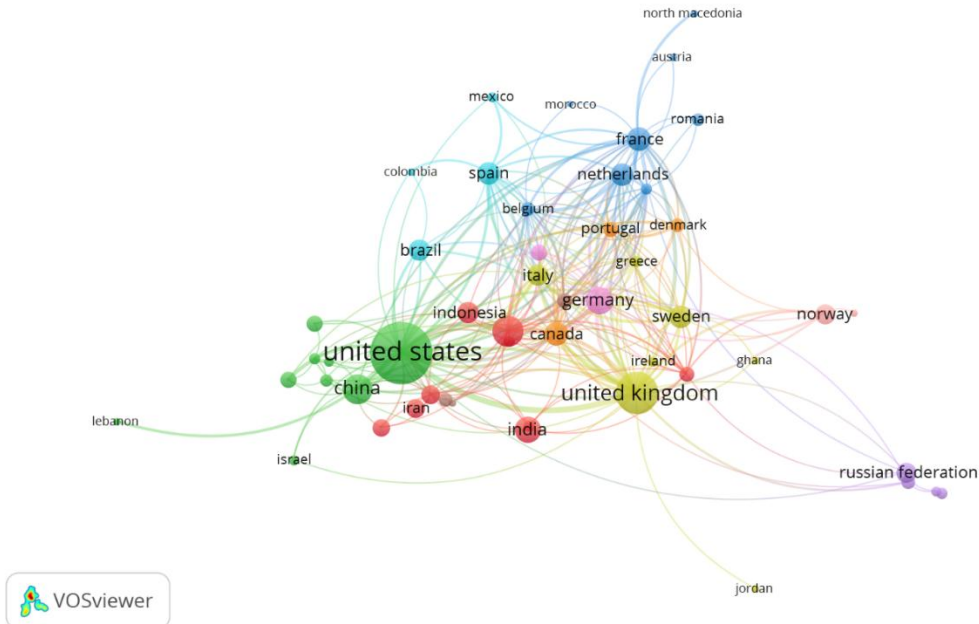 north macedonia
austria
mexico
morocco
romania
france
colombia
spain
netherlands
belgium
portugal
denmark
brazil
greece
italy
germany
indonesia
sweden
norway
canada
united states
ireland
ghana
china
united kingdom
iran
lebanon
india
israel
russian federation
jordan
VOSviewer